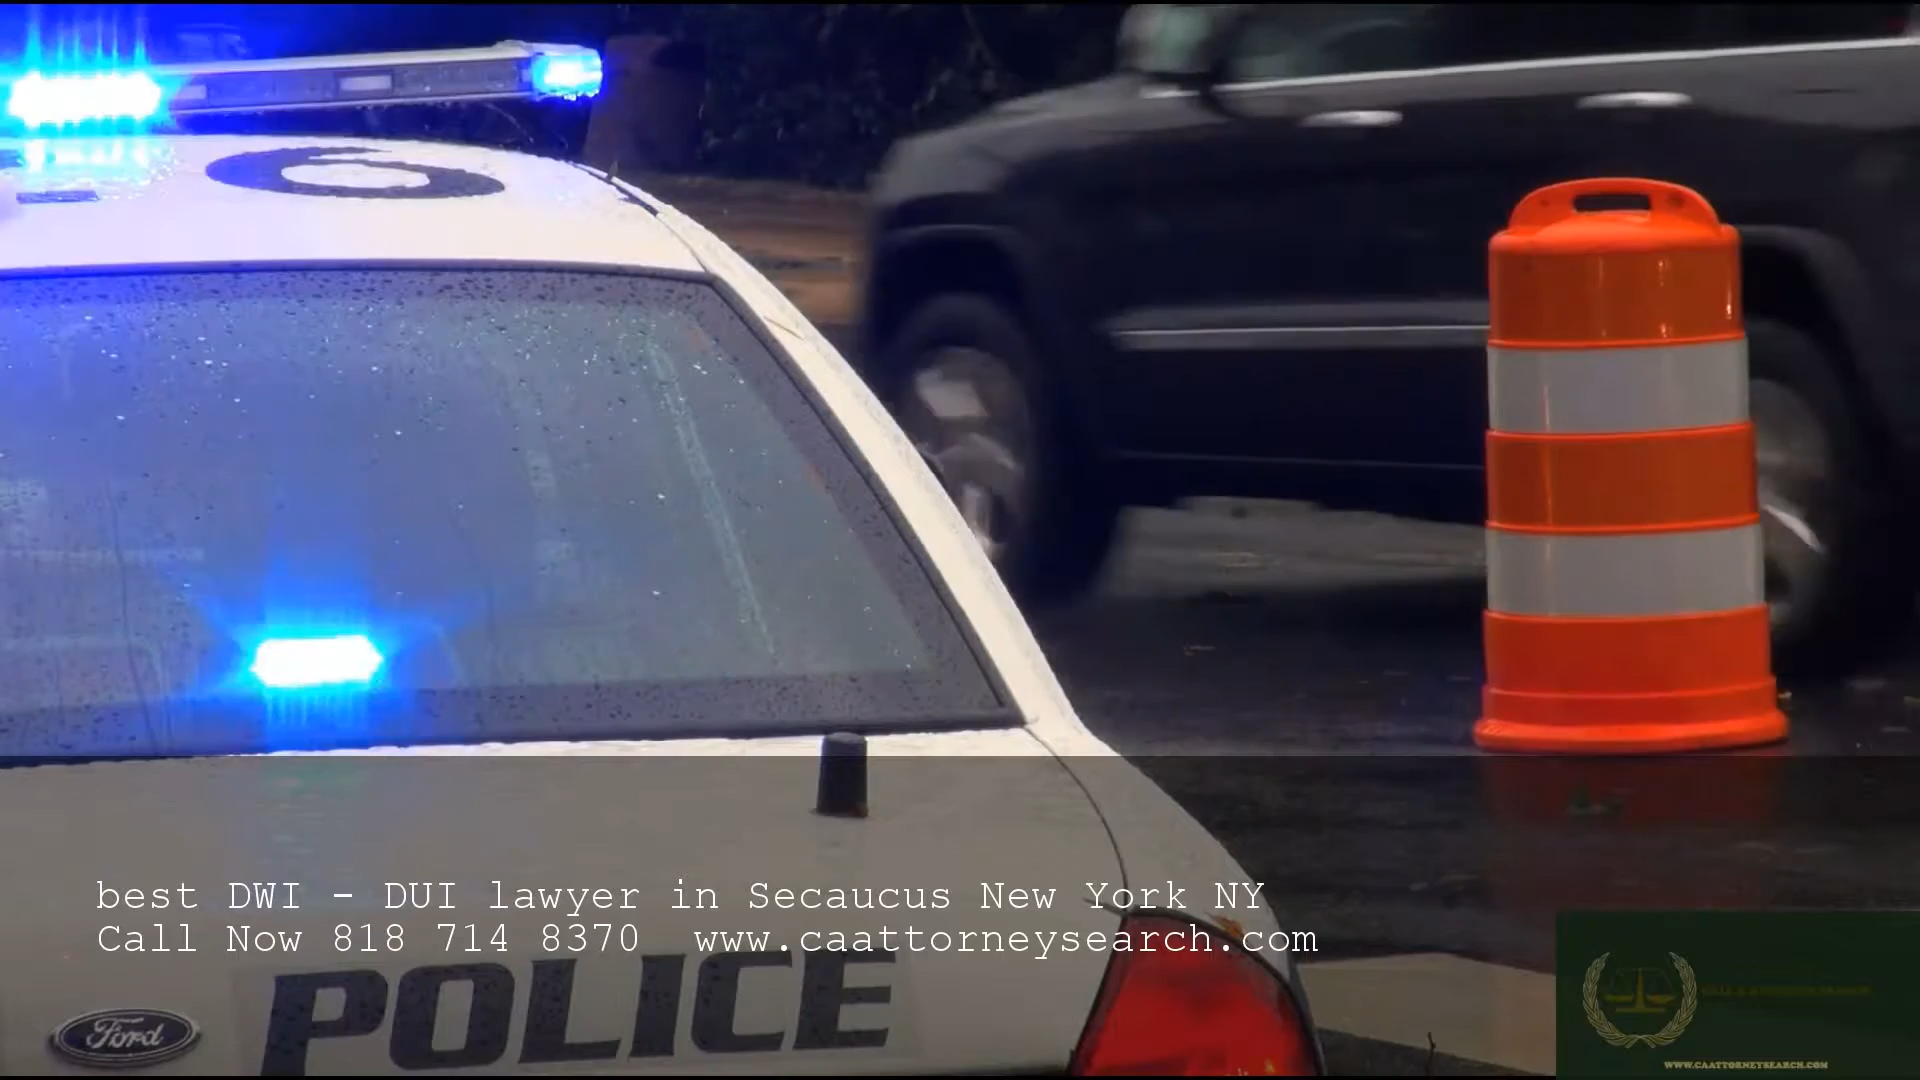 6
best DWI - DUI lawyer in Secaucus New York NY
Call Now 818 714 8370 www.caattorneysearch.com
POLICE
Ford
WWW.CAATTORNEYSEARCH.COM